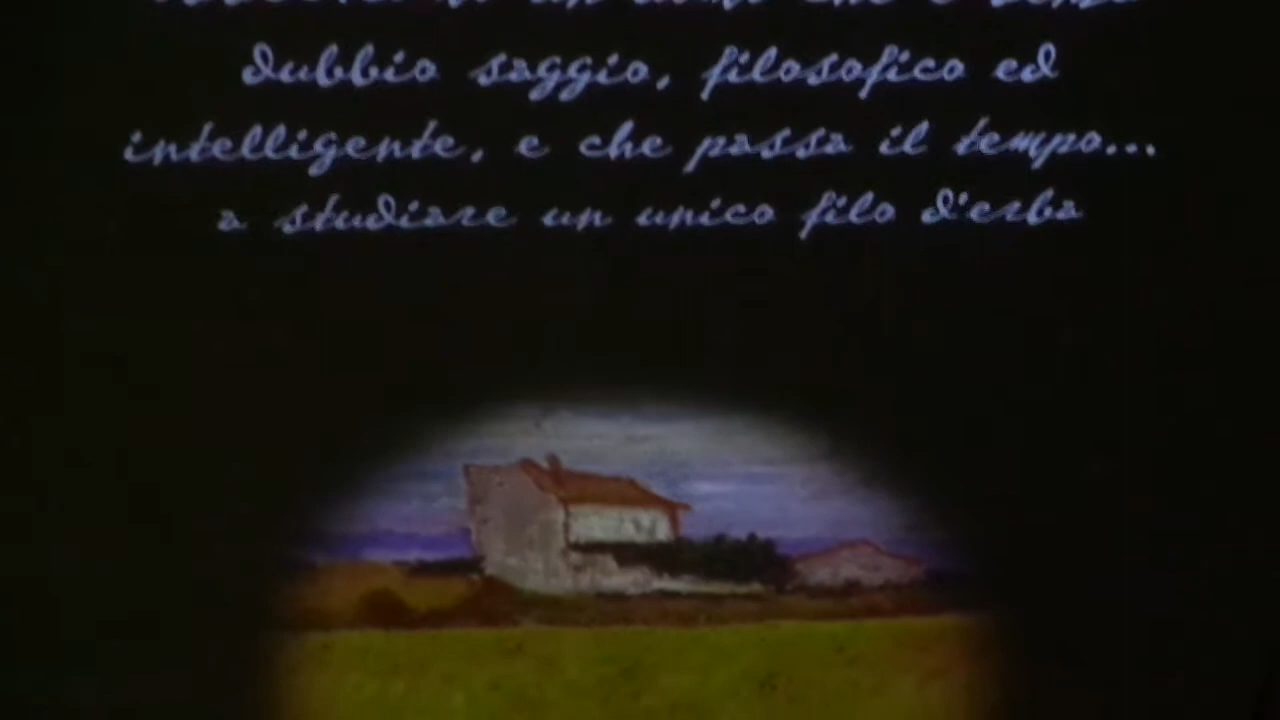 dubbio saggio, filosofico ed
intelligente, e che passa il tempo...
a studiare un unico filo d'erba